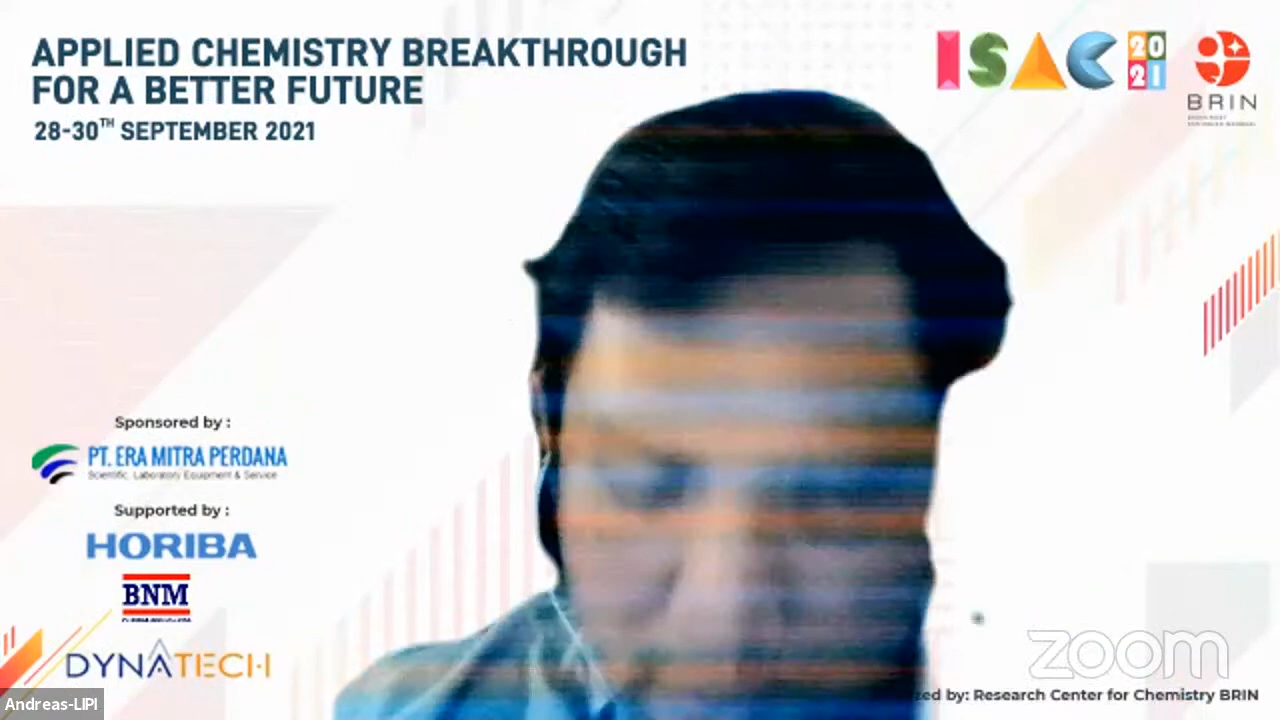 APPLIED CHEMISTRY BREAKTHROUGH
FOR A BETTER FUTURE
28-30TH SEPTEMBER 2021
ISAC 2021
BRIN
Sponsored by :
PT. ERA MITRA PERDANA
Scientific, Laboratory Equipment & Service
Supported by :
HORIBA
BNM
DYNATECH
zoom
zed by: Research Center for Chemistry BRIN
Andreas-LIPI